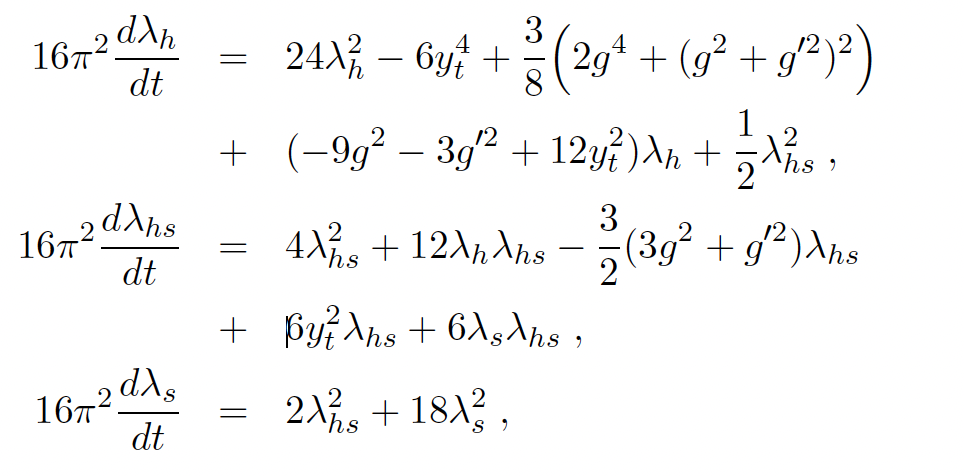 16π² dλ_h/dt = 24λ_h² − 6y_t⁴ + 3/8 (2g⁴ + (g² + g′²)²)
+ (−9g² − 3g′² + 12y_t²)λ_h + 1/2 λ_hs² ,
16π² dλ_hs/dt = 4λ_hs² + 12λ_hλ_hs − 3/2 (3g² + g′²)λ_hs
+ 6y_t²λ_hs + 6λ_sλ_hs ,
16π² dλ_s/dt = 2λ_hs² + 18λ_s² ,